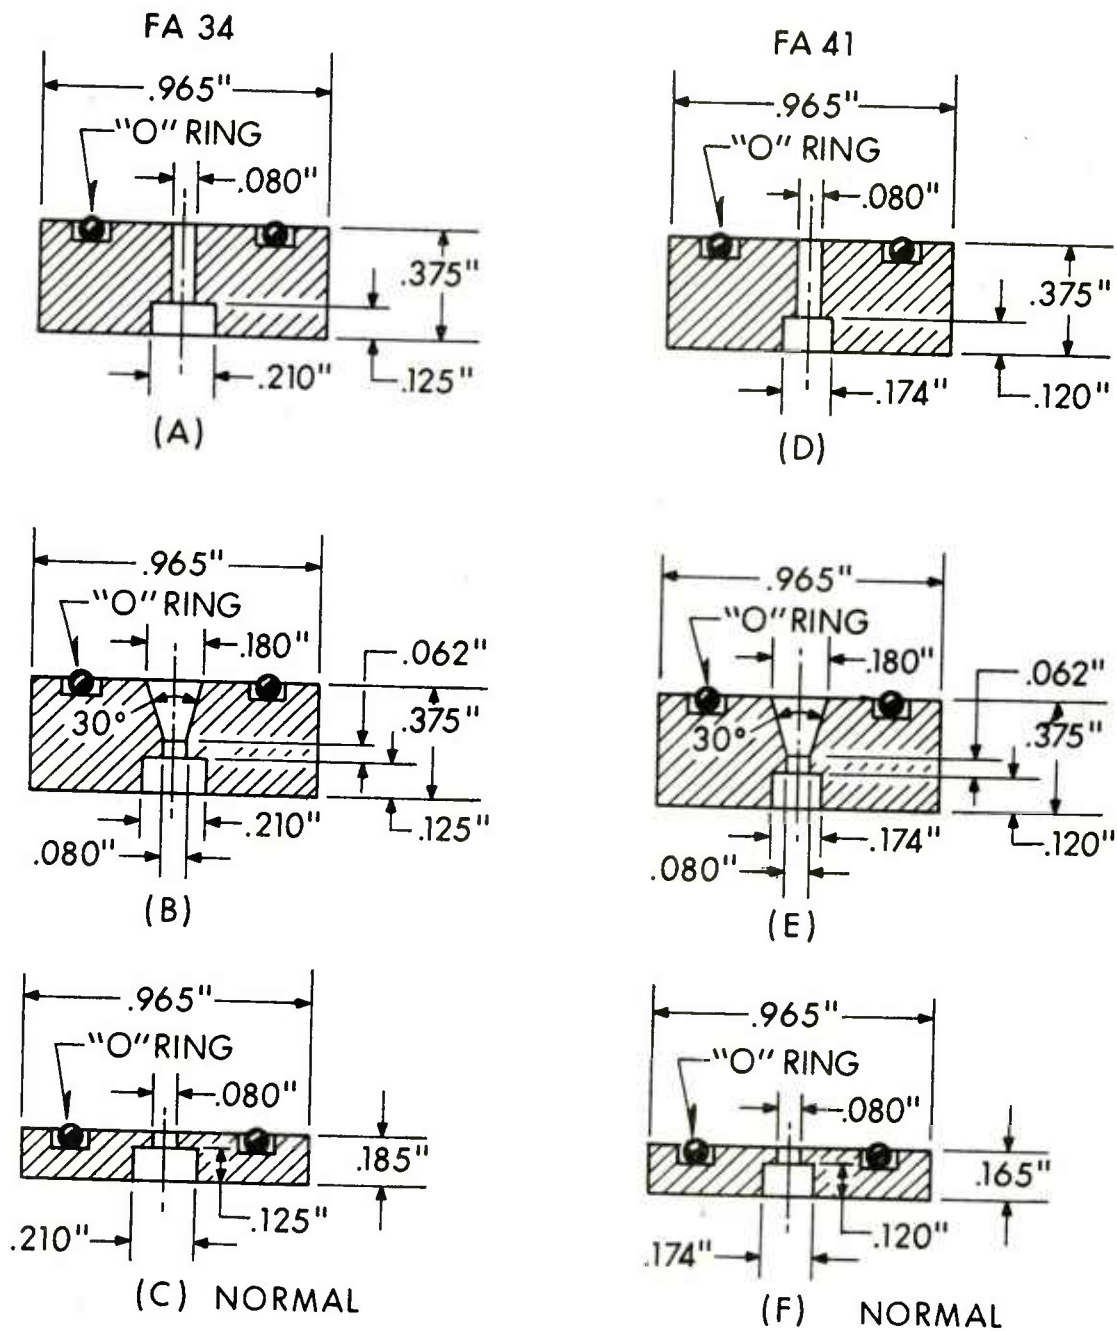 FA 34
.965"
"O" RING
.080"
.375"
.210"
.125"
(A)
FA 41
.965"
"O" RING
.080"
.375"
.174"
.120"
(D)
.965"
"O" RING
.180"
.062"
30°
.375"
.210"
.125"
.080"
(B)
.965"
"O" RING
.180"
.062"
30°
.375"
.174"
.120"
.080"
(E)
.965"
"O" RING
.080"
.185"
.125"
.210"
(C) NORMAL
.965"
"O" RING
.080"
.165"
.120"
.174"
(F) NORMAL